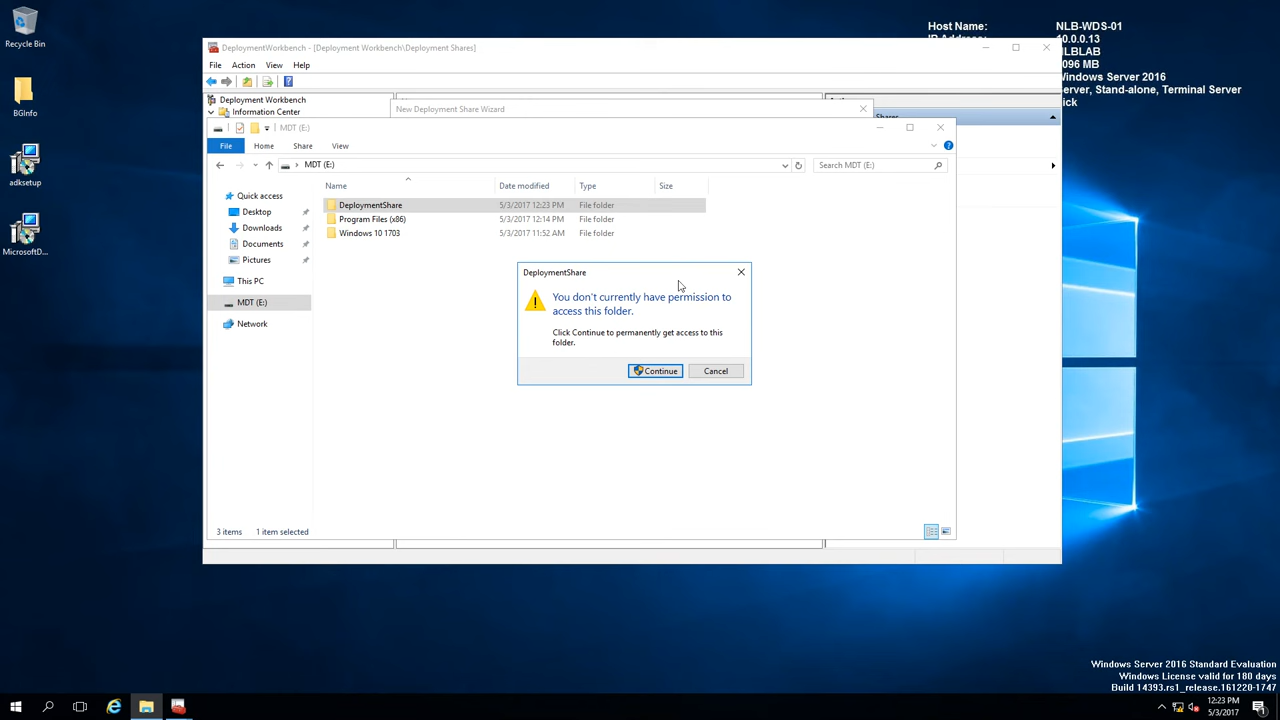 Recycle Bin
BGInfo
adksetup
MicrosoftD...
Host Name: NLB-WDS-01
10.0.0.13
NLBLAB
4096 MB
Windows Server 2016
Server, Stand-alone, Terminal Server
DeploymentWorkbench - [Deployment Workbench\Deployment Shares]
File Action View Help
Deployment Workbench
Information Center
New Deployment Share Wizard
Shares
MDT (E:)
File Home Share View
MDT (E:)
Search MDT (E:)
Quick access
Desktop
Downloads
Documents
Pictures
This PC
MDT (E:)
Network
Name Date modified Type Size
DeploymentShare 5/3/2017 12:23 PM File folder
Program Files (x86) 5/3/2017 12:14 PM File folder
Windows 10 1703 5/3/2017 11:52 AM File folder
DeploymentShare
You don't currently have permission to
access this folder.
Click Continue to permanently get access to this
folder.
Continue Cancel
3 items 1 item selected
Windows Server 2016 Standard Evaluation
Windows License valid for 180 days
Build 14393.rs1_release.161220-1747
12:23 PM
5/3/2017
1